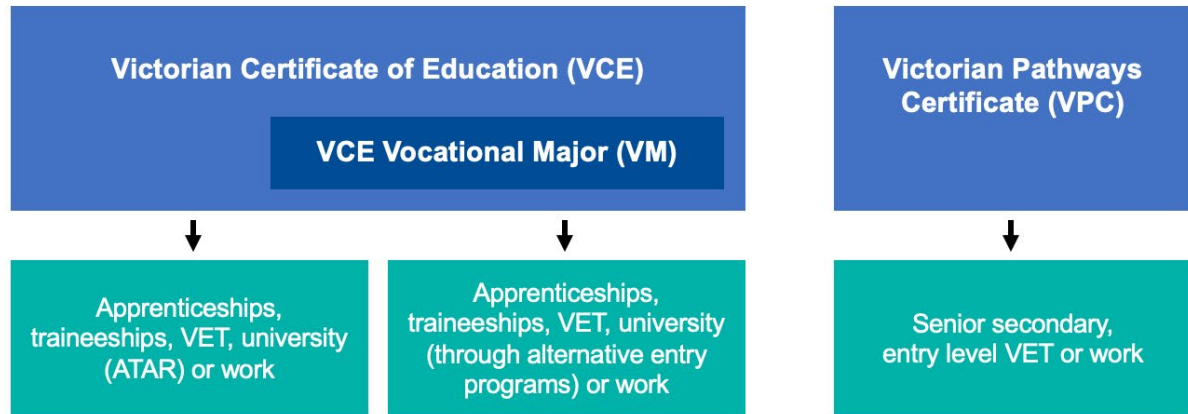 Victorian Certificate of Education (VCE)
VCE Vocational Major (VM)
Victorian Pathways
Certificate (VPC)
Apprenticeships,
traineeships, VET, university
(ATAR) or work
Apprenticeships,
traineeships, VET, university
(through alternative entry
programs) or work
Senior secondary,
entry level VET or work